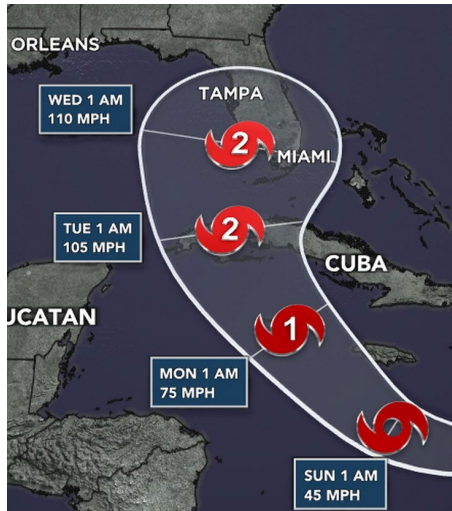 ORLEANS
WED 1 AM
110 MPH
TAMPA
2
MIAMI
TUE 1 AM
105 MPH
2
CUBA
UCATAN
1
MON 1 AM
75 MPH
SUN 1 AM
45 MPH